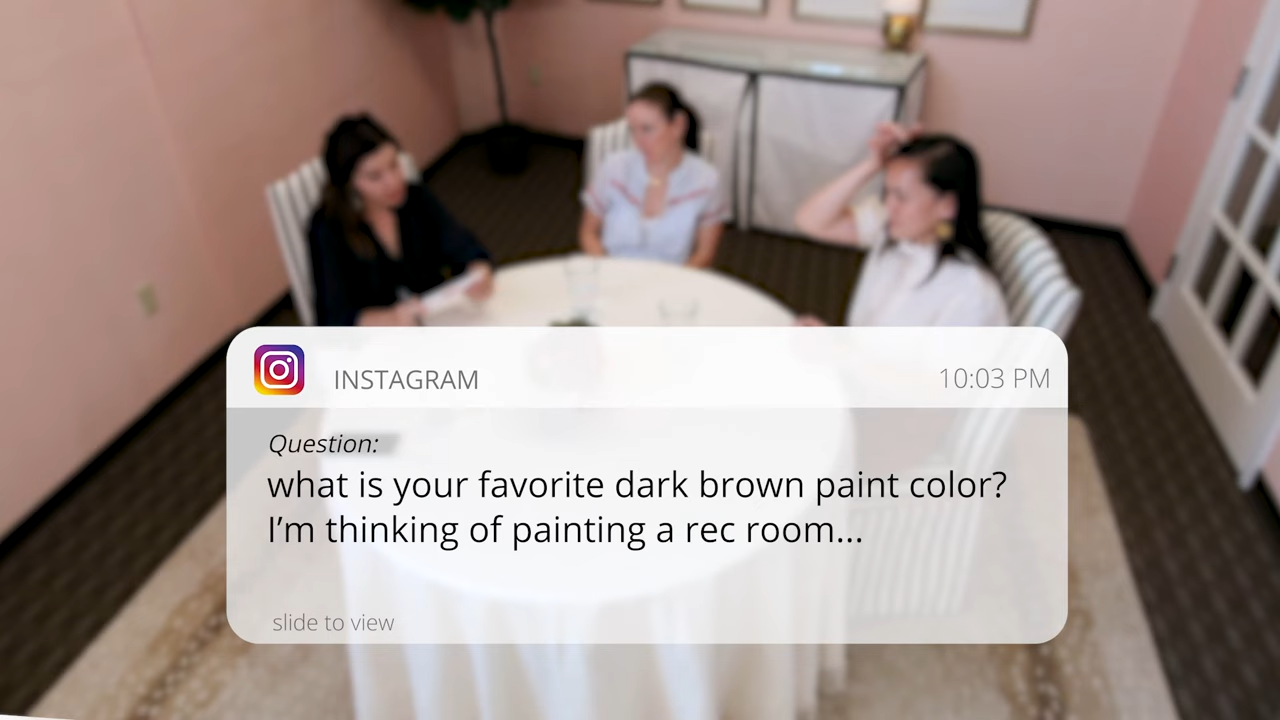 INSTAGRAM
10:03 PM
Question:
what is your favorite dark brown paint color?
I'm thinking of painting a rec room...
slide to view